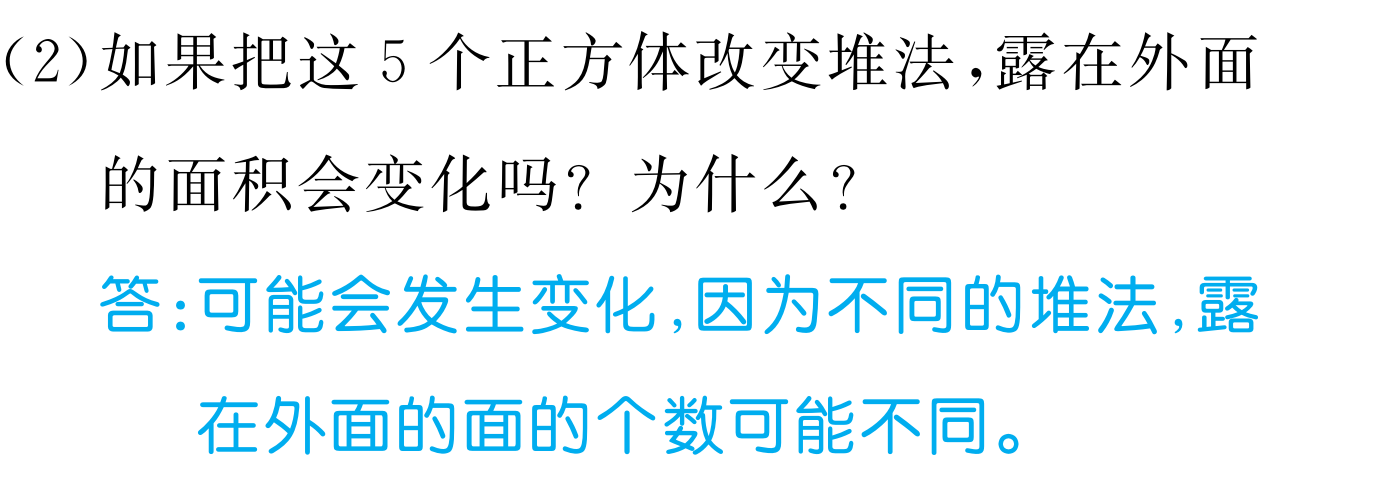 (2)如果把这 5 个正方体改变堆法,露在外面
的面积会变化吗? 为什么?
答:可能会发生变化,因为不同的堆法,露
在外面的面的个数可能不同。